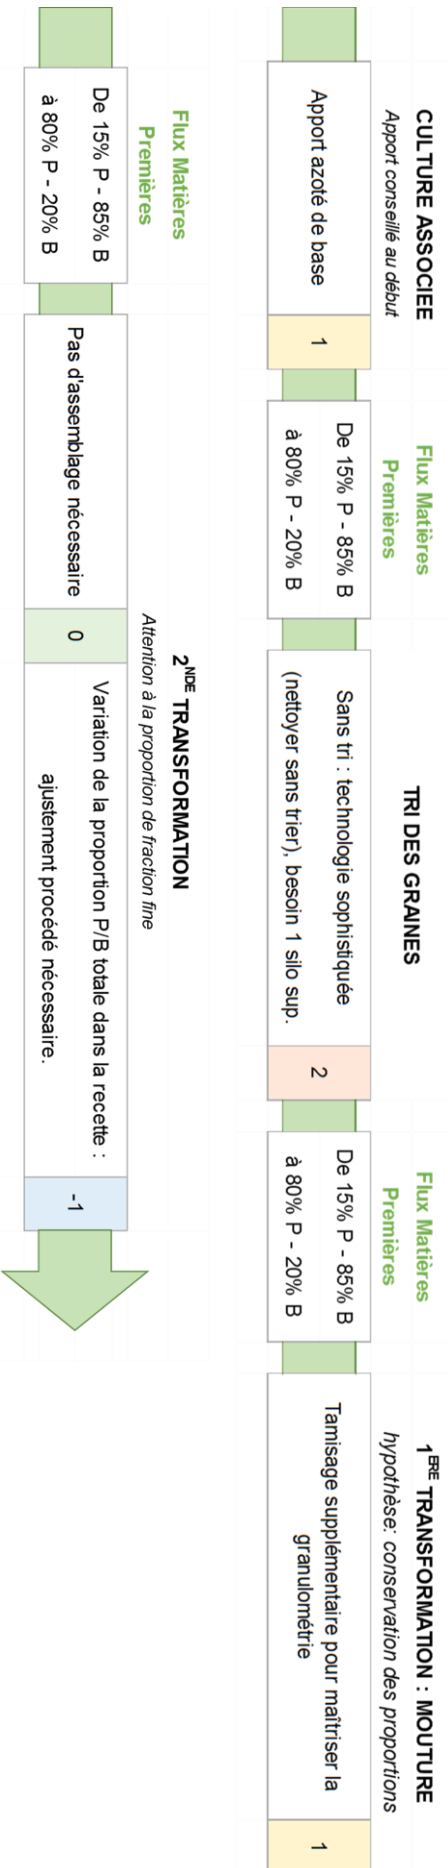 CULTURE ASSOCIEE
Apport conseillé au début
Apport azoté de base
1
Flux Matières
Premières
De 15% P - 85% B
à 80% P - 20% B
TRI DES GRAINES
Sans tri : technologie sophistiquée
(nettoyer sans trier), besoin 1 silo sup.
2
Flux Matières
Premières
De 15% P - 85% B
à 80% P - 20% B
1ERE TRANSFORMATION : MOUTURE
hypothèse: conservation des proportions
Tamisage supplémentaire pour maîtriser la
granulométrie
1
Flux Matières
Premières
De 15% P - 85% B
à 80% P - 20% B
2NDE TRANSFORMATION
Attention à la proportion de fraction fine
Pas d'assemblage nécessaire
0
Variation de la proportion P/B totale dans la recette :
ajustement procédé nécessaire.
-1